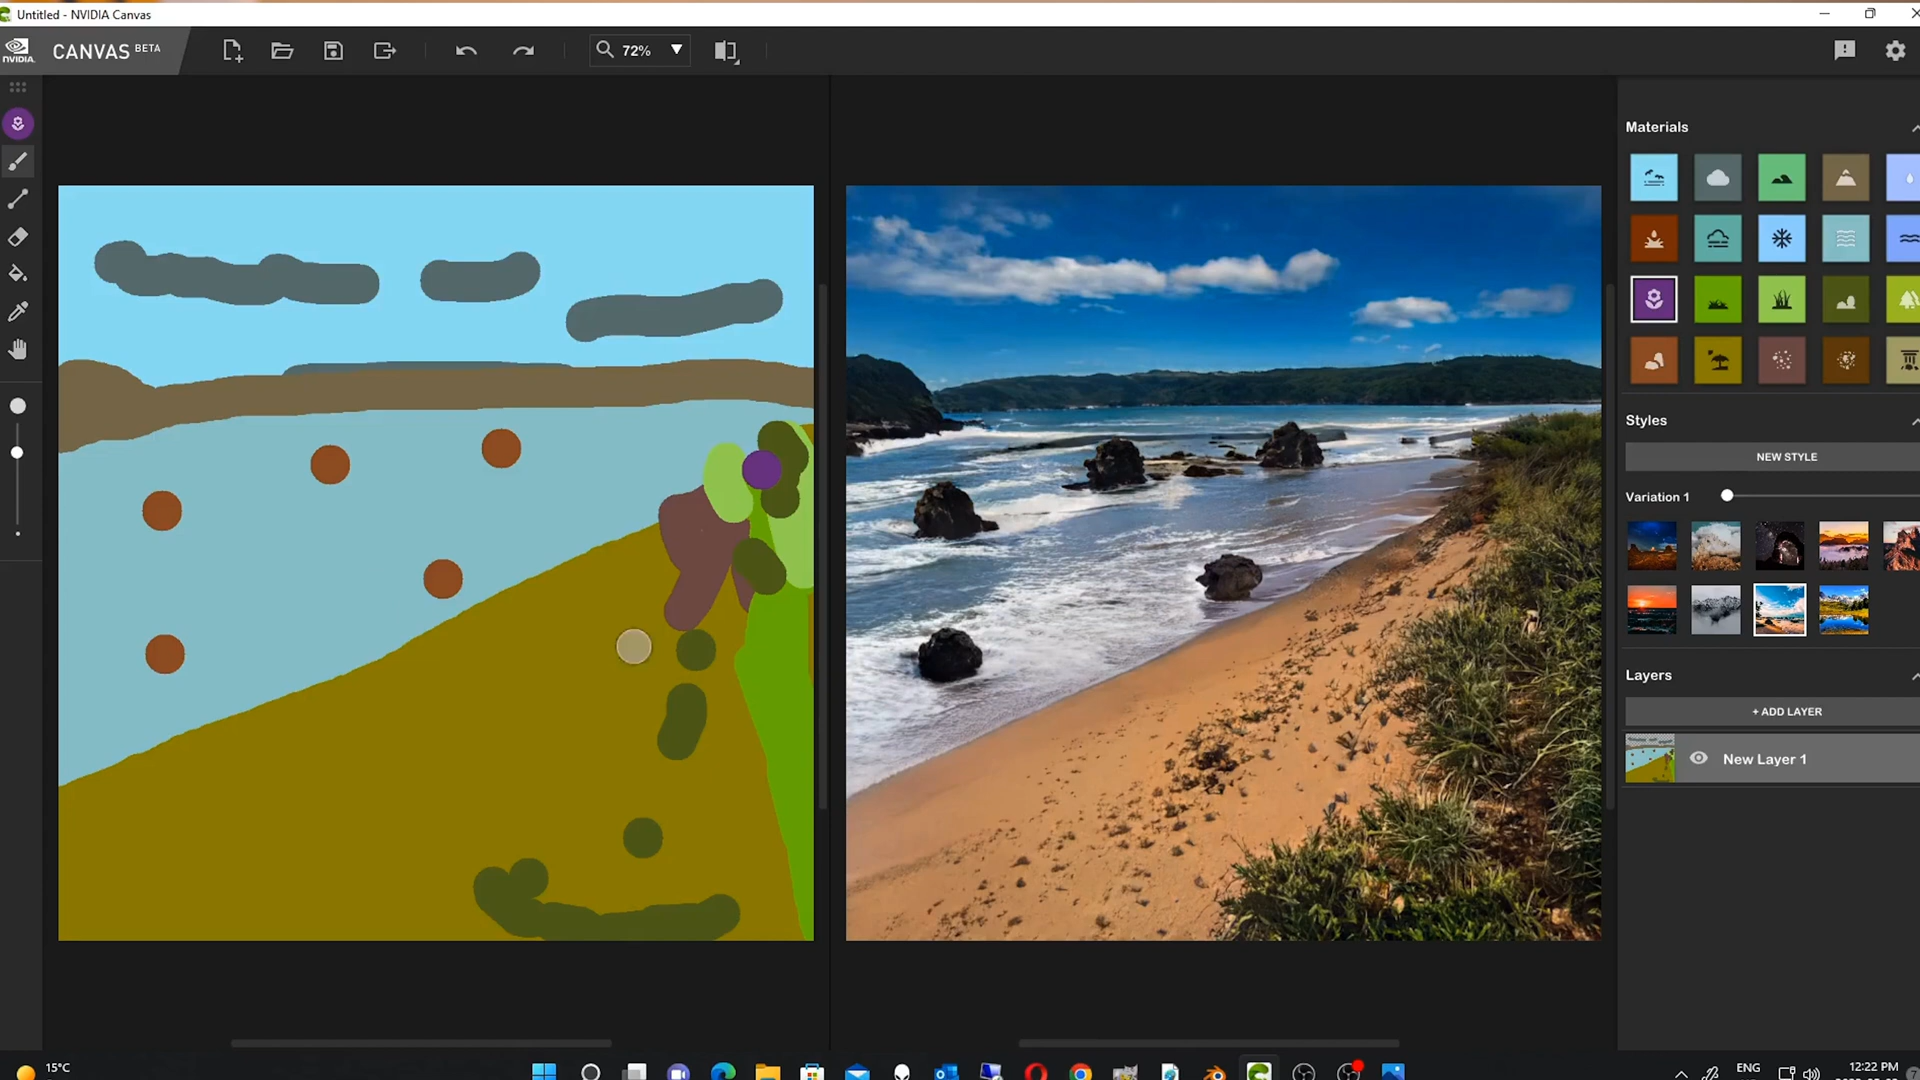 Untitled - NVIDIA Canvas
NVIDIA.
CANVAS BETA
72%
Materials
Styles
NEW STYLE
Variation 1
Layers
+ ADD LAYER
New Layer 1
15°C
ENG
12:22 PM